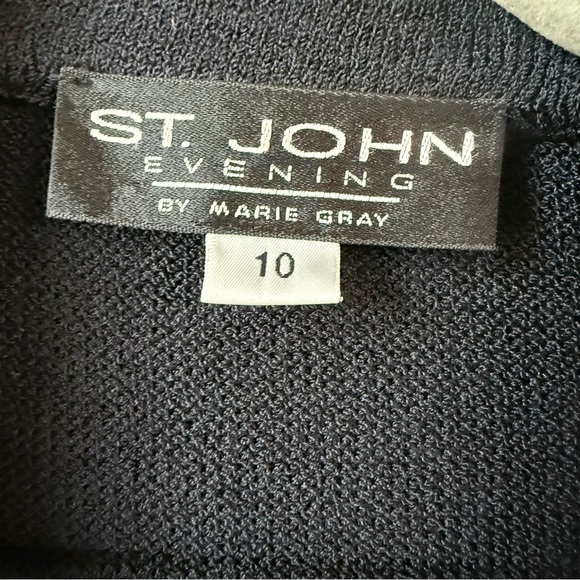 ST. JOHN
EVENING
BY MARIE GRAY
10